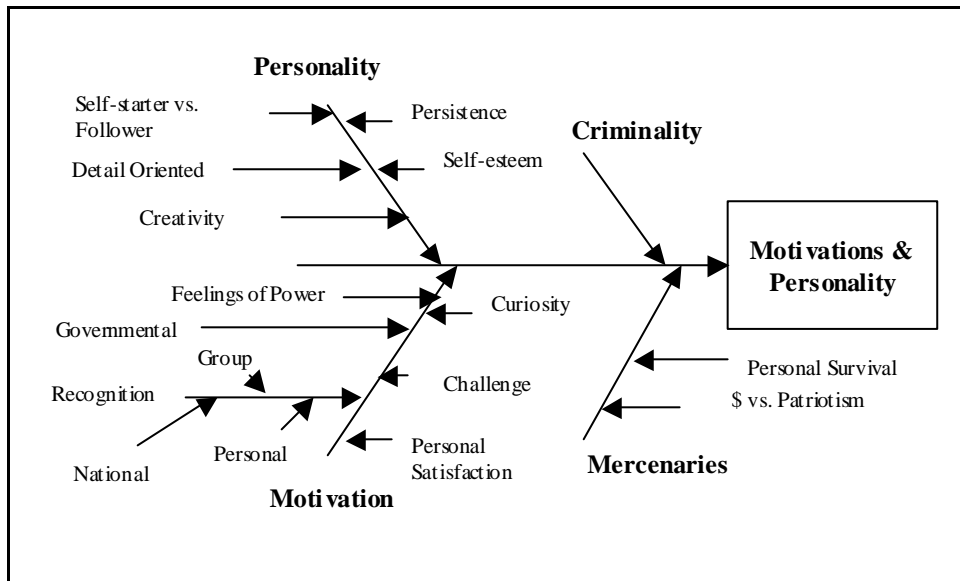 Personality
Self-starter vs.
Follower
Persistence
Criminality
Detail Oriented
Self-esteem
Creativity
Motivations &
Personality
Feelings of Power
Curiosity
Governmental
Group
Recognition
Challenge
Personal Survival
$ vs. Patriotism
Personal
National
Personal
Satisfaction
Mercenaries
Motivation